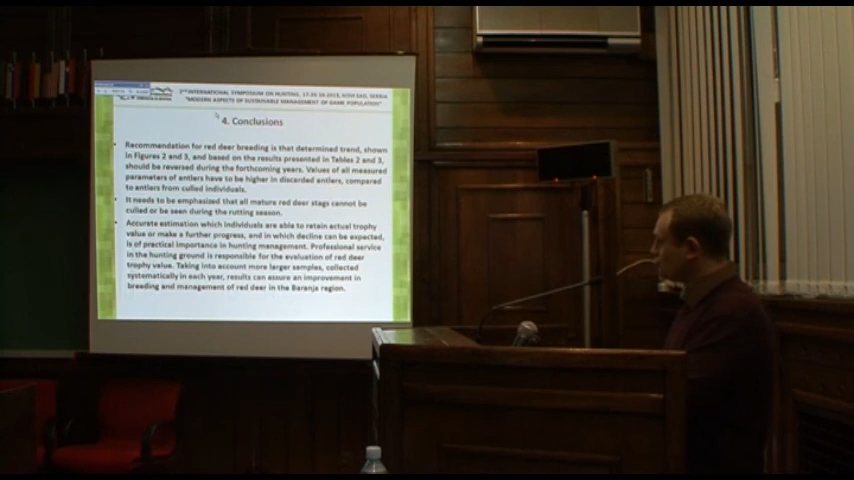 2nd INTERNATIONAL SYMPOSIUM ON HUNTING, 17-20.10.2013, NOVI SAD, SERBIA
"MODERN ASPECTS OF SUSTAINABLE MANAGEMENT OF GAME POPULATION"
4. Conclusions
• Recommendation for red deer breeding is that determined trend, shown
in Figures 2 and 3, and based on the results presented in Tables 2 and 3,
should be reversed during the forthcoming years. Values of all measured
parameters of antlers have to be higher in discarded antlers, compared
to antlers from culled individuals.
• It needs to be emphasized that all mature red deer stags cannot be
culled or be seen during the rutting season.
• Accurate estimation which individuals are able to retain actual trophy
value or make a further progress, and in which decline can be expected,
is of practical importance in hunting management. Professional service
in the hunting ground is responsible for the evaluation of red deer
trophy value. Taking into account more larger samples, collected
systematically in each year, results can assure an improvement in
breeding and management of red deer in the Baranja region.